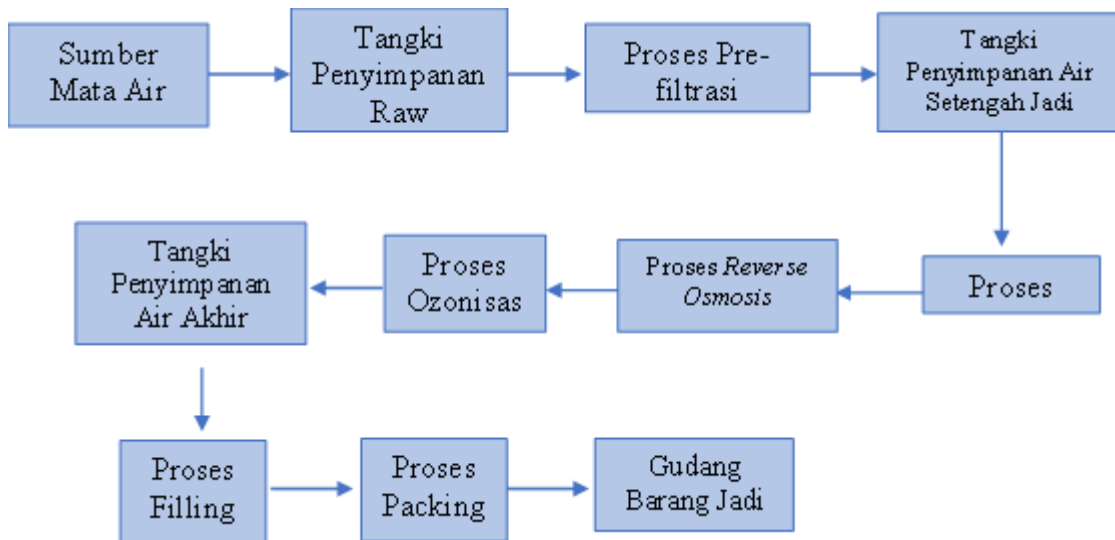 Sumber
Mata Air
Tangki
Penyimpanan
Raw
Proses Pre-
filtrasi
Tangki
Penyimpanan Air
Setengah Jadi
Proses
Proses Reverse
Osmosis
Proses
Ozonisas
Tangki
Penyimpanan
Air Akhir
Proses
Filling
Proses
Packing
Gudang
Barang Jadi